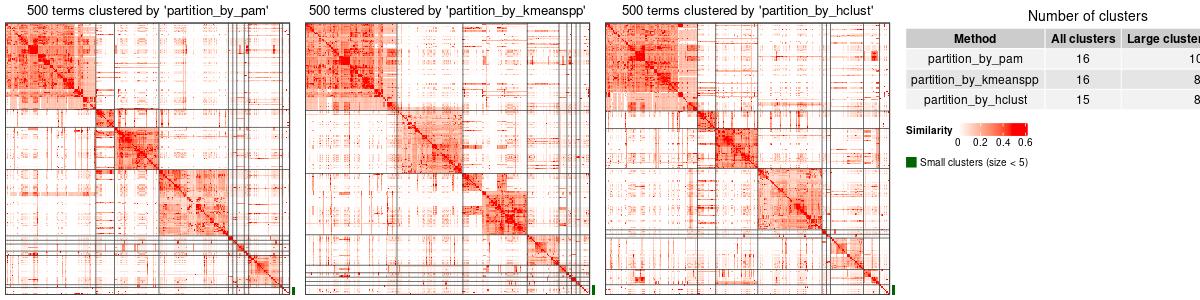 500 terms clustered by 'partition_by_pam'
500 terms clustered by 'partition_by_kmeanspp'
500 terms clustered by 'partition_by_hclust'
Number of clusters
Method All clusters Large
partition_by_pam 16
partition_by_kmeanspp 16 8
partition_by_hclust 15 8
Similarity
0 0.2 0.4 0.6
Small clusters (size < 5)